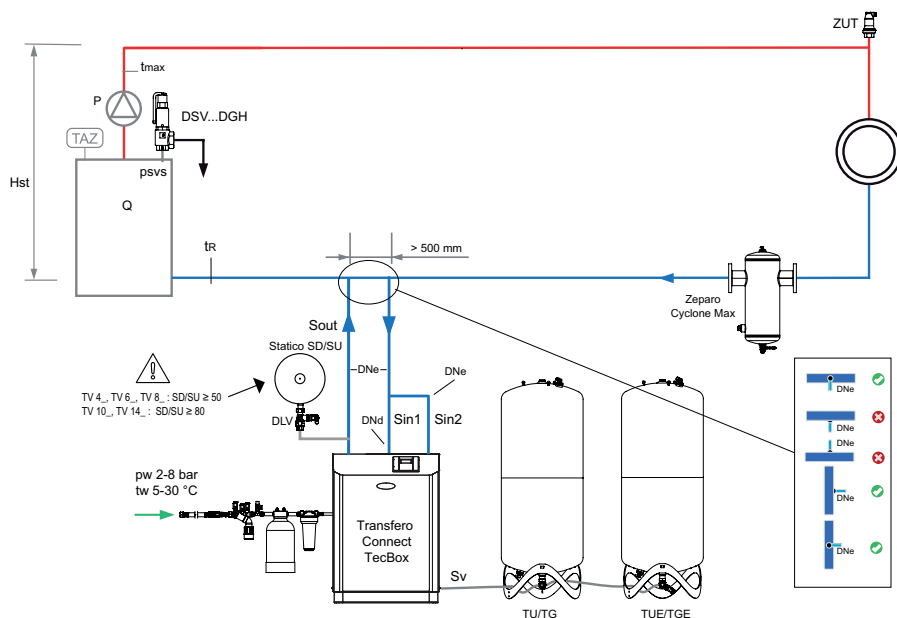 ZUT
tmax
P
DSV...DGH
TAZ
psvs
Hst
Q
tR
> 500 mm
Zeparo
Cyclone Max
Sout
Statico SD/SU
DNe
DNe
TV 4_, TV 6_, TV 8_ : SD/SU ≥ 50
TV 10_, TV 14_ : SD/SU ≥ 80
DLV
DNd
Sin1
Sin2
DNe
DNe
DNe
DNe
DNe
pw 2-8 bar
tw 5-30 °C
Transfero
Connect
TecBox
Sv
TU/TG
TUE/TGE